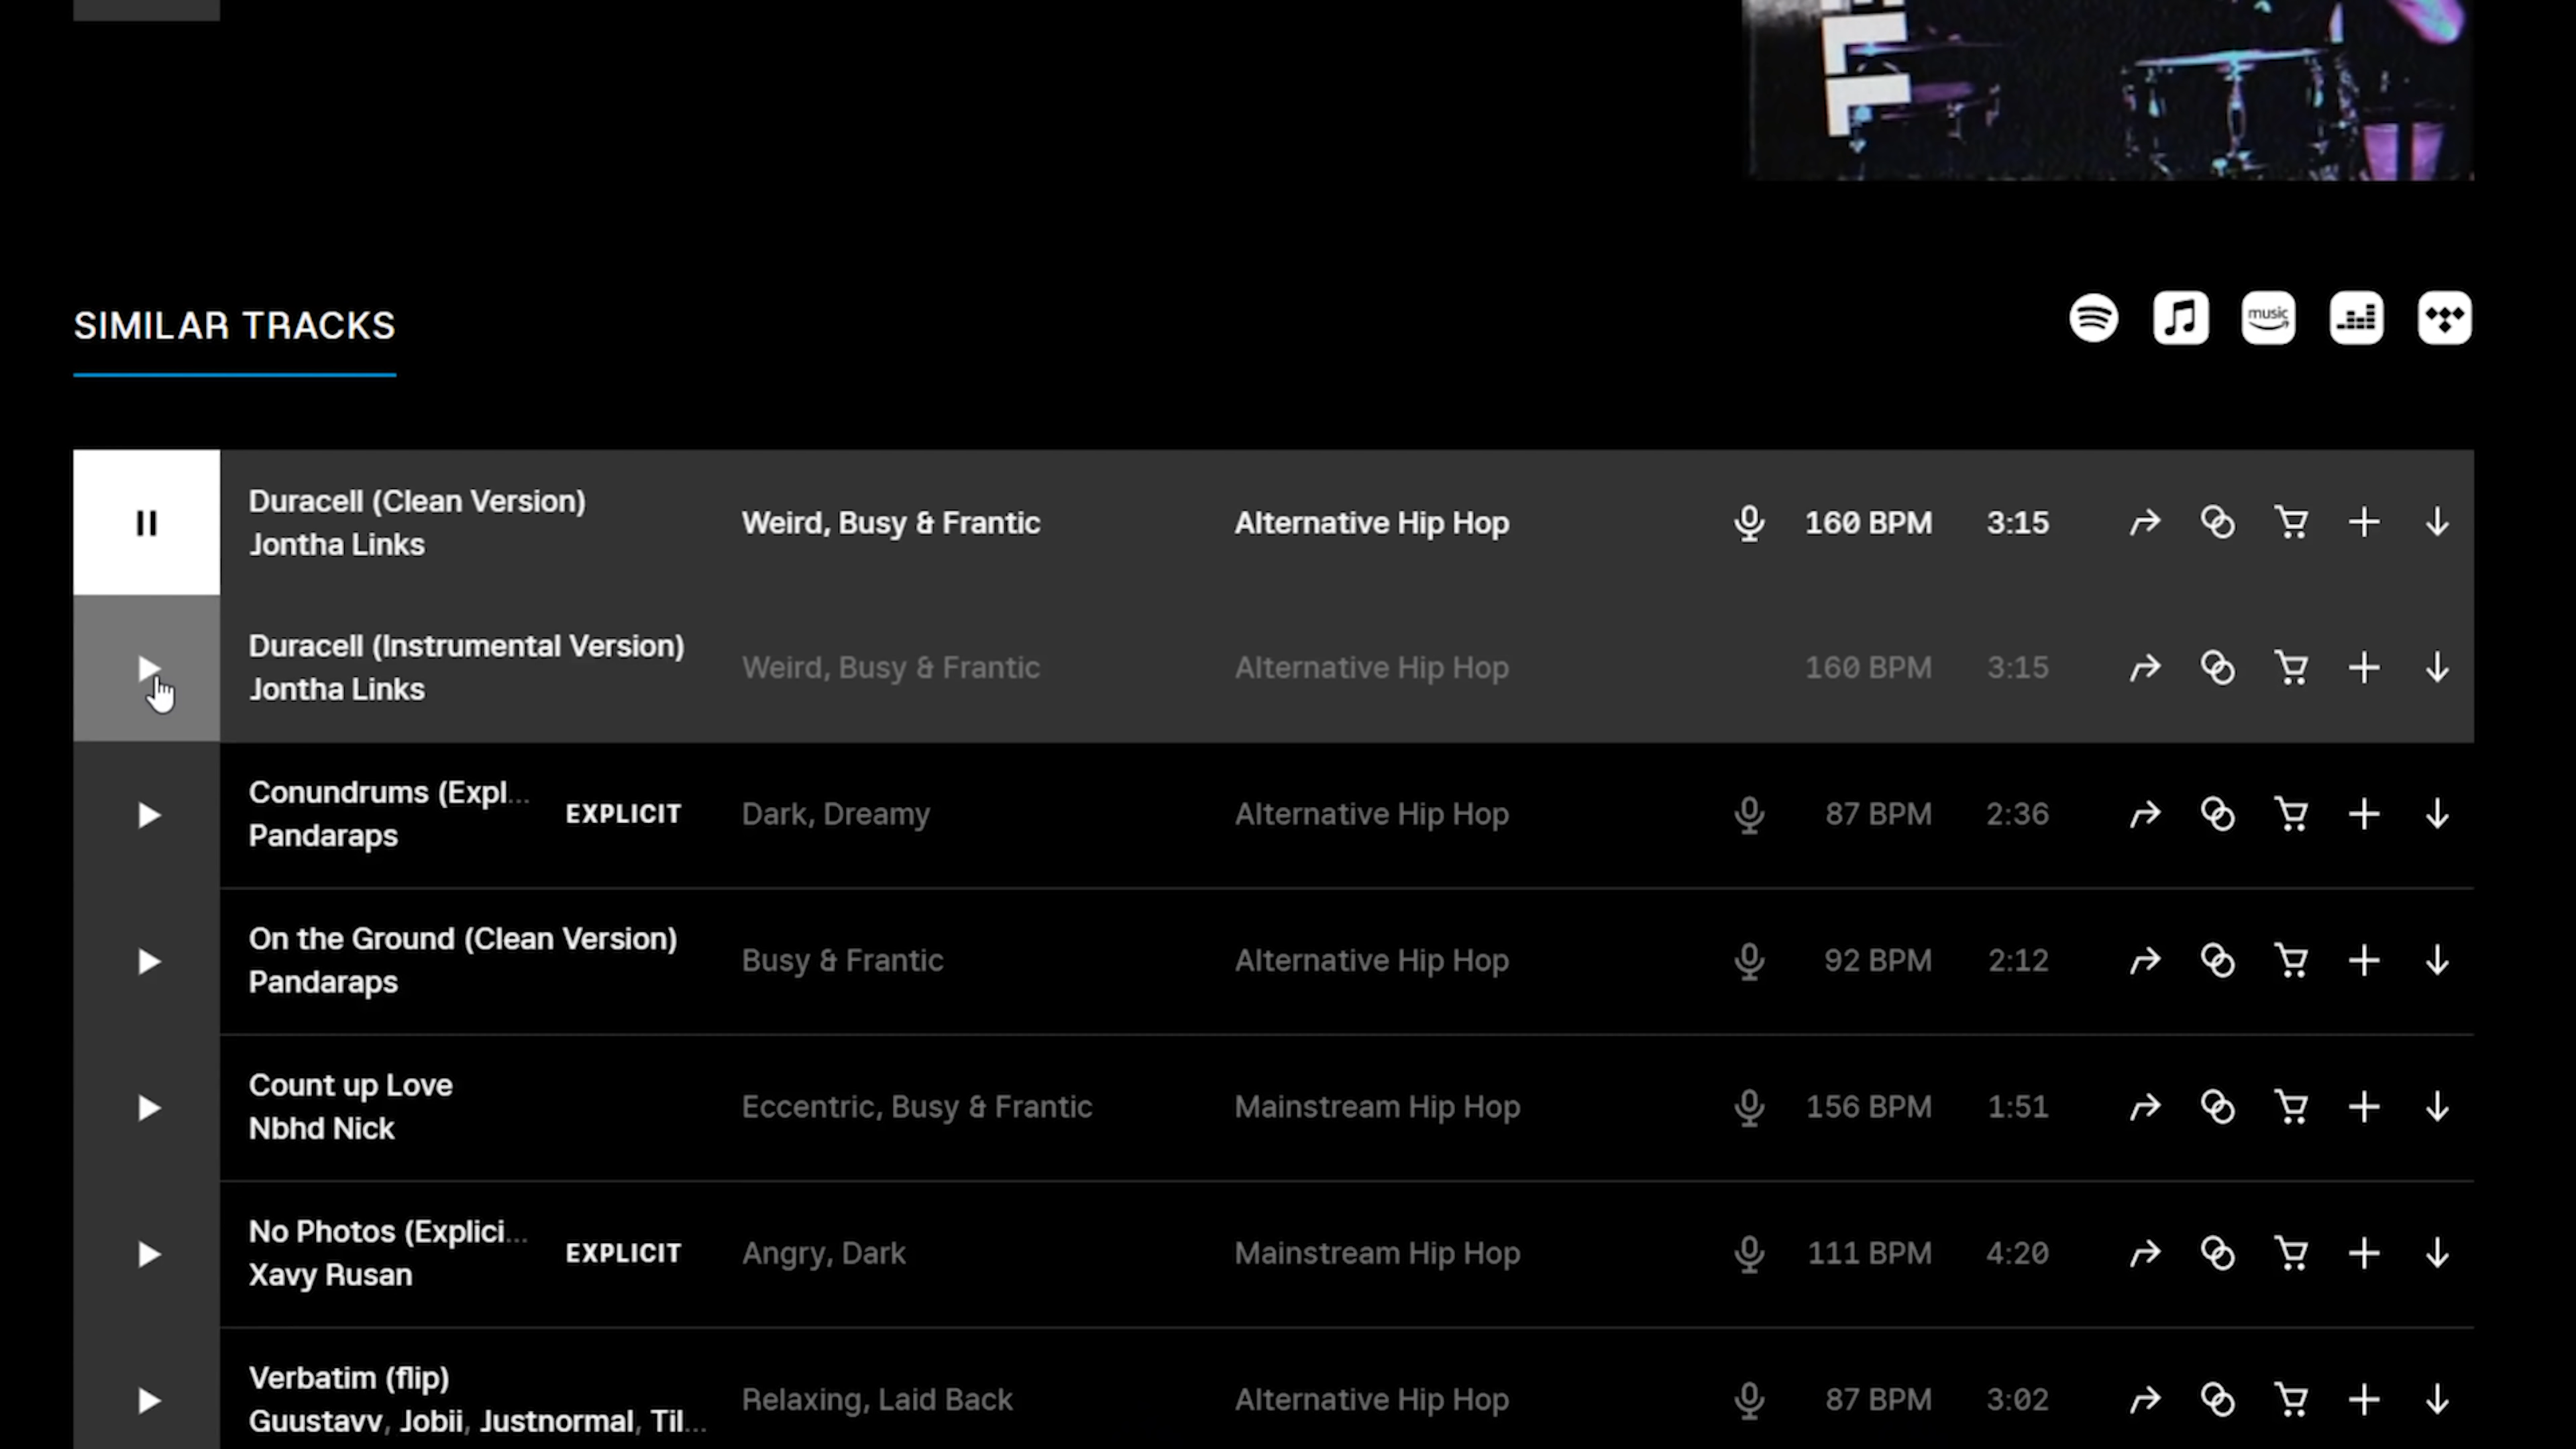 SIMILAR TRACKS
music
Duracell (Clean Version)
Jontha Links
Weird, Busy & Frantic
Alternative Hip Hop
160 BPM
3:15
Duracell (Instrumental Version)
Jontha Links
Weird, Busy & Frantic
Alternative Hip Hop
160 BPM
3:15
Conundrums (Expl...
Pandaraps
EXPLICIT
Dark, Dreamy
Alternative Hip Hop
87 BPM
2:36
On the Ground (Clean Version)
Pandaraps
Busy & Frantic
Alternative Hip Hop
92 BPM
2:12
Count up Love
Nbhd Nick
Eccentric, Busy & Frantic
Mainstream Hip Hop
156 BPM
1:51
No Photos (Explici...
Xavy Rusan
EXPLICIT
Angry, Dark
Mainstream Hip Hop
111 BPM
4:20
Verbatim (flip)
Guustavv, Jobii, Justnormal, Til...
Relaxing, Laid Back
Alternative Hip Hop
87 BPM
3:02